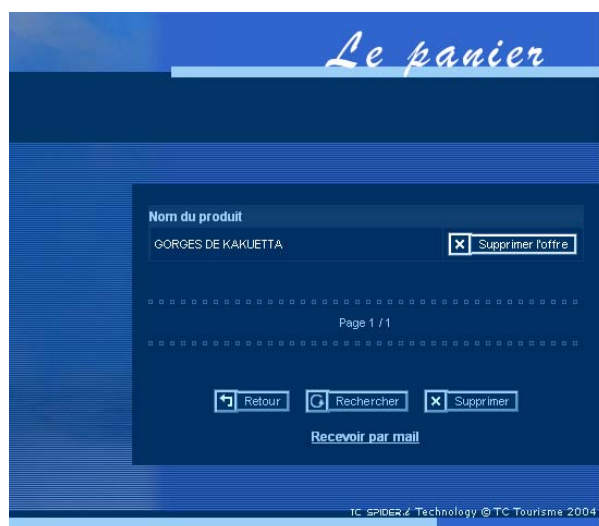 Le panier
Nom du produit
GORGES DE KAKUETTA
Supprimer l'offre
Page 1 / 1
Retour Rechercher Supprimer
Recevoir par mail
TC SPIDER.2 Technology © TC Tourisme 2004